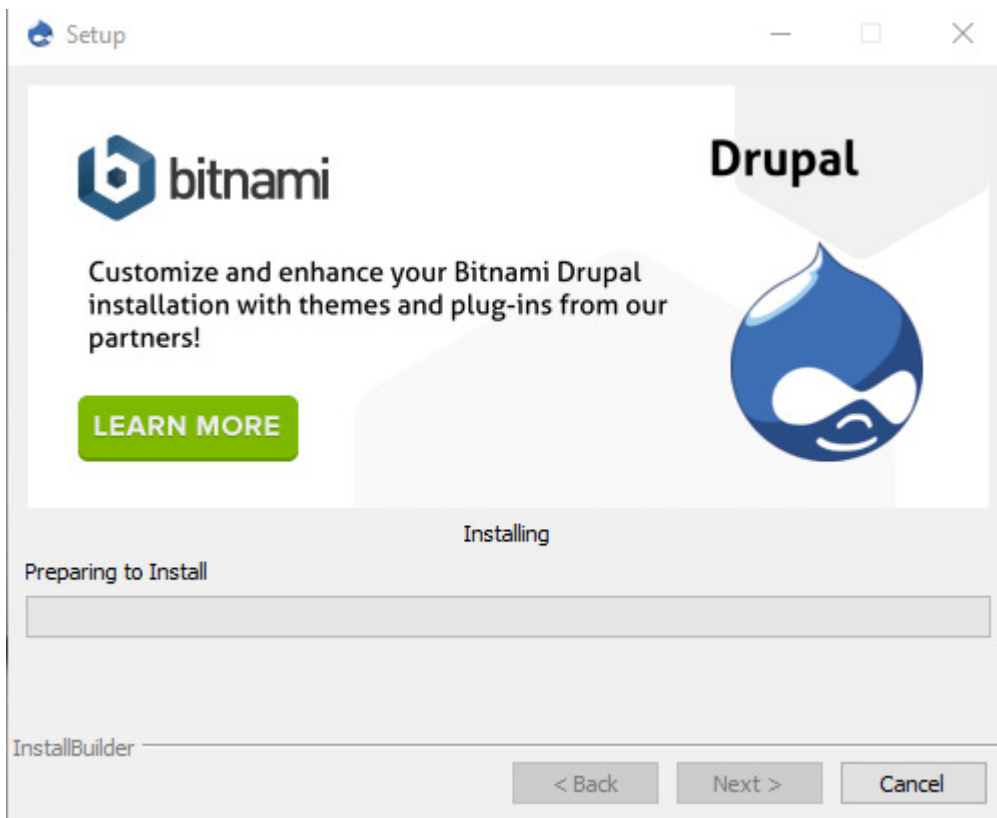 Setup
bitnami
Drupal
Customize and enhance your Bitnami Drupal
installation with themes and plug-ins from our
partners!
LEARN MORE
Installing
Preparing to Install
InstallBuilder
< Back
Next >
Cancel